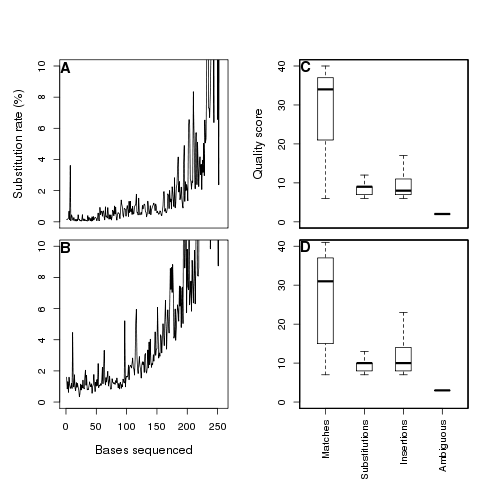 A
Substitution rate (%)
0 2 4 6 8 10
C
Quality score
0 10 20 30 40
B
0 2 4 6 8 10
0 50 100 150 200 250
Bases sequenced
D
0 10 20 30 40
Matches
Substitutions
Insertions
Ambiguous